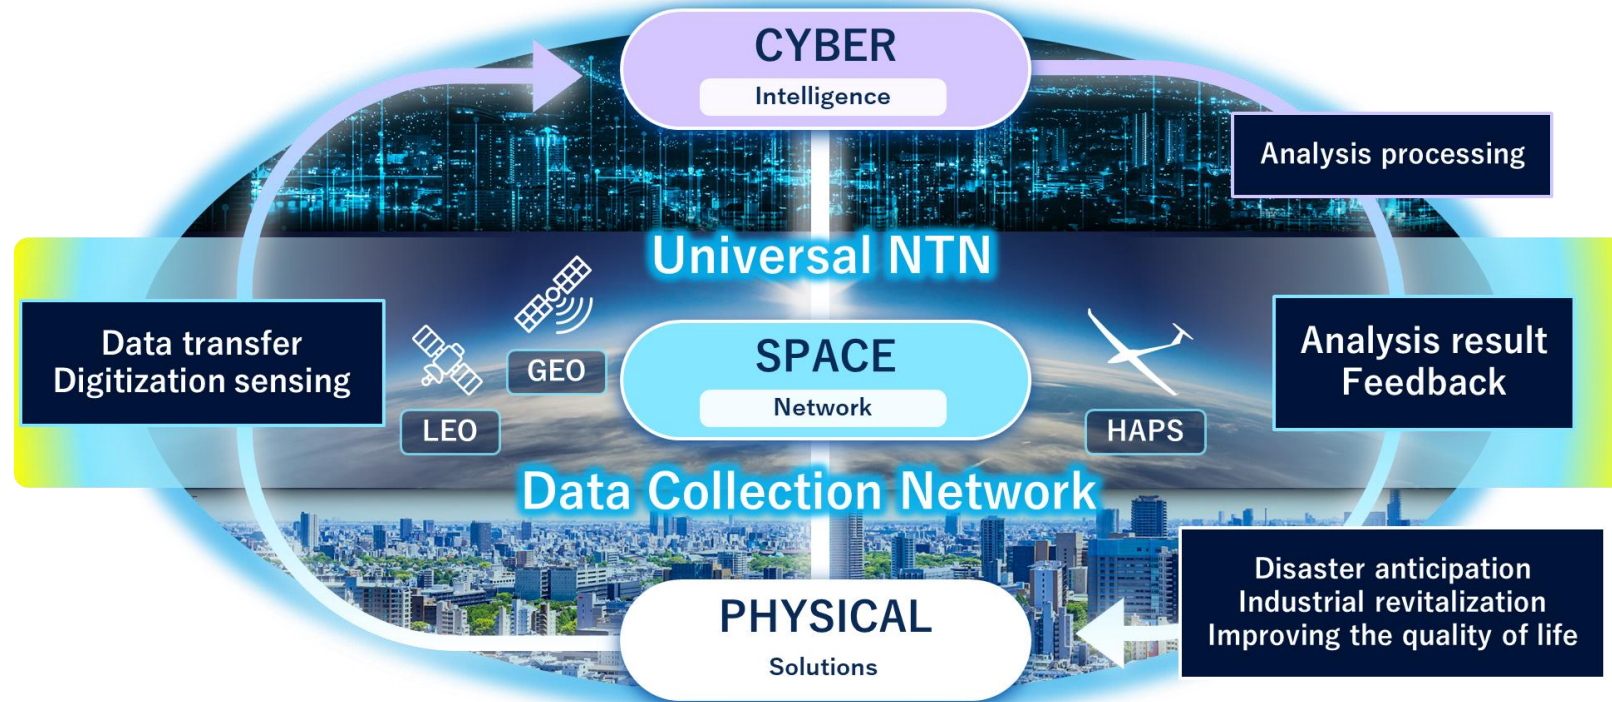 CYBER
Intelligence
Analysis processing
Universal NTN
Data transfer
Digitization sensing
GEO
LEO
SPACE
Network
HAPS
Analysis result
Feedback
Data Collection Network
Disaster anticipation
Industrial revitalization
Improving the quality of life
PHYSICAL
Solutions